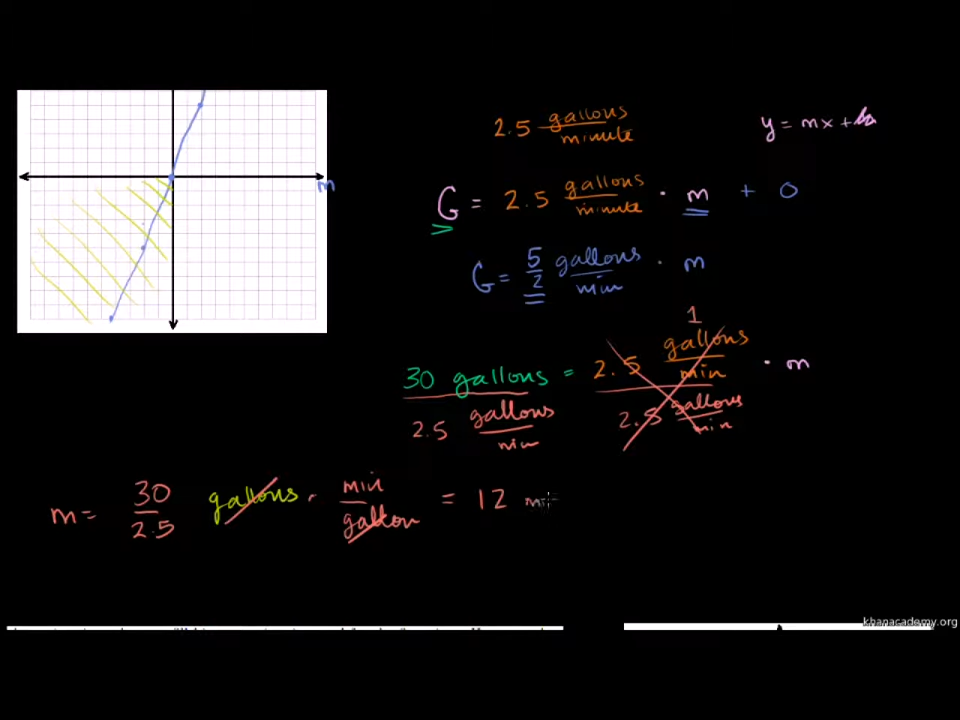 m
2.5 gallons/minute
y = mx +
G = 2.5 gallons/minute · m + 0
G = 5/2 gallons/min · m
1
30 gallons = 2.5 gallons/min · m
2.5 gallons/min 2.5 gallons/min
m = 30/2.5 gallons · min/gallon = 12 mi
khanacademy.org